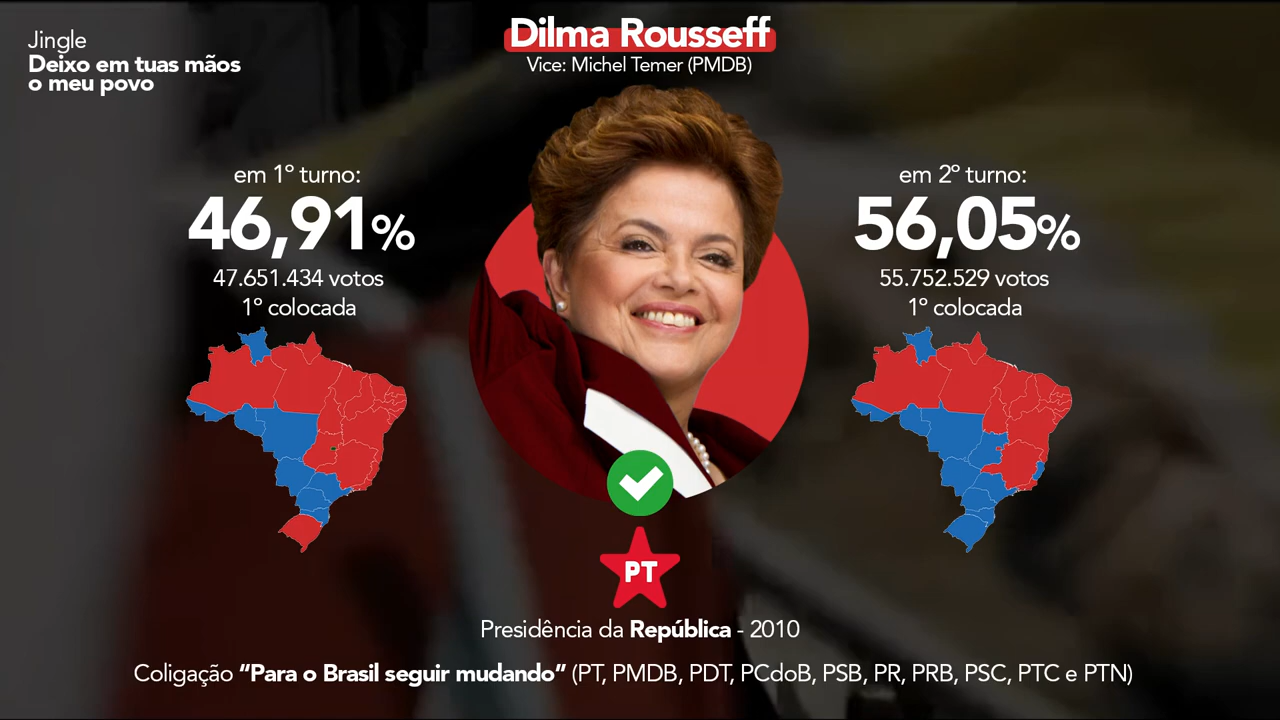 Jingle
Deixo em tuas mãos
o meu povo
Dilma Rousseff
Vice: Michel Temer (PMDB)
em 1º turno:
46,91%
47.651.434 votos
1º colocada
em 2º turno:
56,05%
55.752.529 votos
1º colocada
PT
Presidência da República - 2010
Coligação “Para o Brasil seguir mudando” (PT, PMDB, PDT, PCdoB, PSB, PR, PRB, PSC, PTC e PTN)